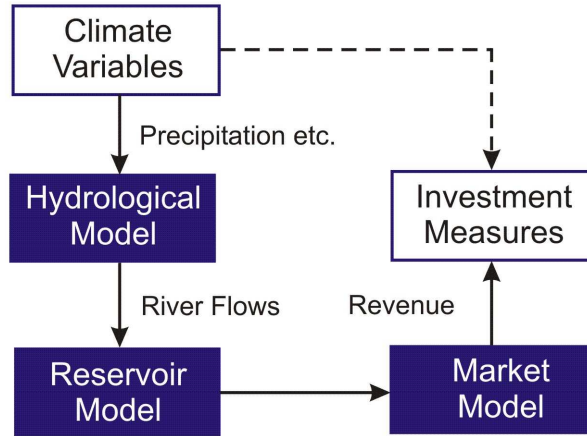 Climate
Variables
Precipitation etc.
Hydrological
Model
Investment
Measures
River Flows
Revenue
Reservoir
Model
Market
Model